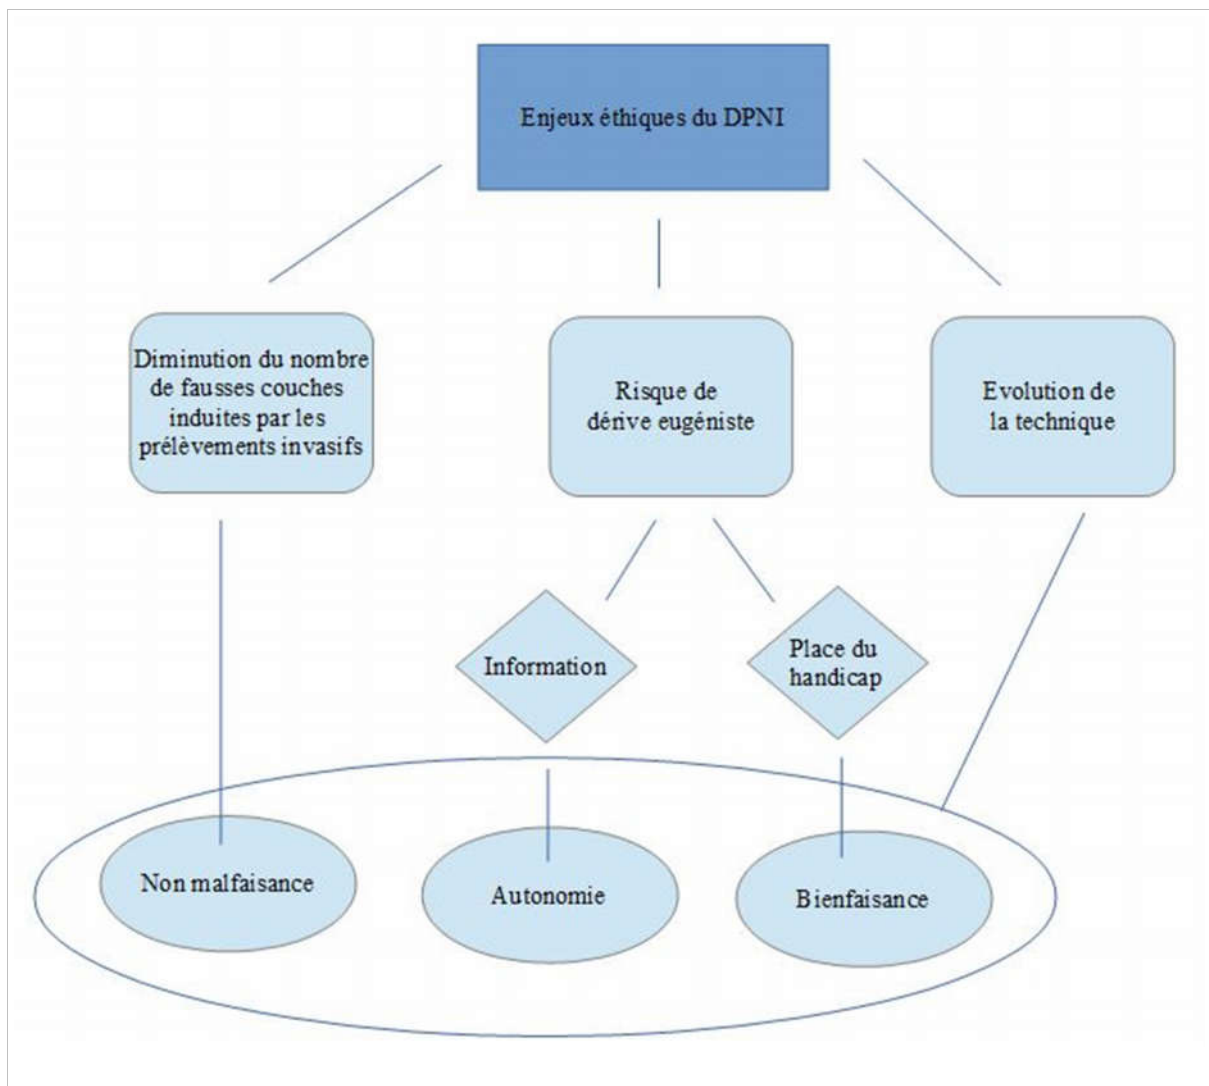 Enjeux éthiques du DPNI
Diminution du nombre
de fausses couches
induites par les
prélèvements invasifs
Risque de
dérive eugéniste
Evolution de
la technique
Information
Place du
handicap
Non malfaisance
Autonomie
Bienfaisance